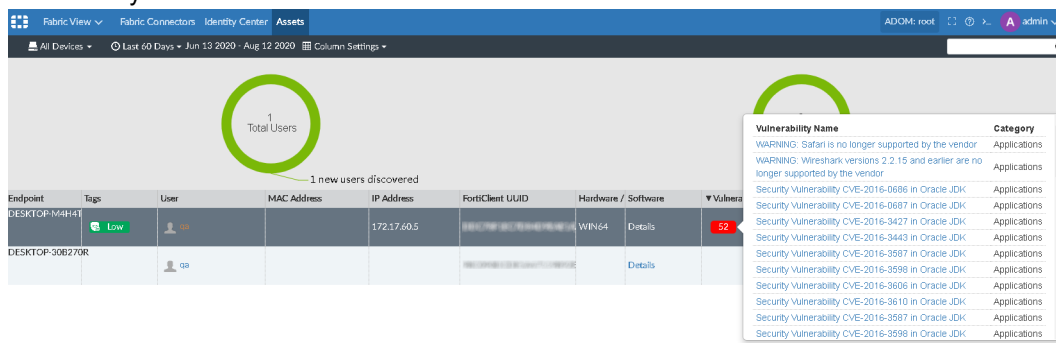 Fabric View Fabric Connectors Identity Center Assets ADOM: root A admin
All Devices Last 60 Days Jun 13 2020 - Aug 12 2020 Column Settings
1
Total Users
1 new users discovered
Vulnerability Name Category
WARNING: Safari is no longer supported by the vendor Applications
WARNING: Wireshark versions 2.2.15 and earlier are no
longer supported by the vendor Applications
Security Vulnerability CVE-2016-0686 in Oracle JDK Applications
Security Vulnerability CVE-2016-0687 in Oracle JDK Applications
Security Vulnerability CVE-2016-3427 in Oracle JDK Applications
Security Vulnerability CVE-2016-3443 in Oracle JDK Applications
Security Vulnerability CVE-2016-3587 in Oracle JDK Applications
Security Vulnerability CVE-2016-3598 in Oracle JDK Applications
Security Vulnerability CVE-2016-3606 in Oracle JDK Applications
Security Vulnerability CVE-2016-3610 in Oracle JDK Applications
Security Vulnerability CVE-2016-3587 in Oracle JDK Applications
Security Vulnerability CVE-2016-3598 in Oracle JDK Applications
Endpoint Tags User MAC Address IP Address FortiClient UUID Hardware / Software Vulnera
DESKTOP-M4H4T
Low qa 172.17.60.5 WIN64 Details 52
DESKTOP-30B270R
qa Details